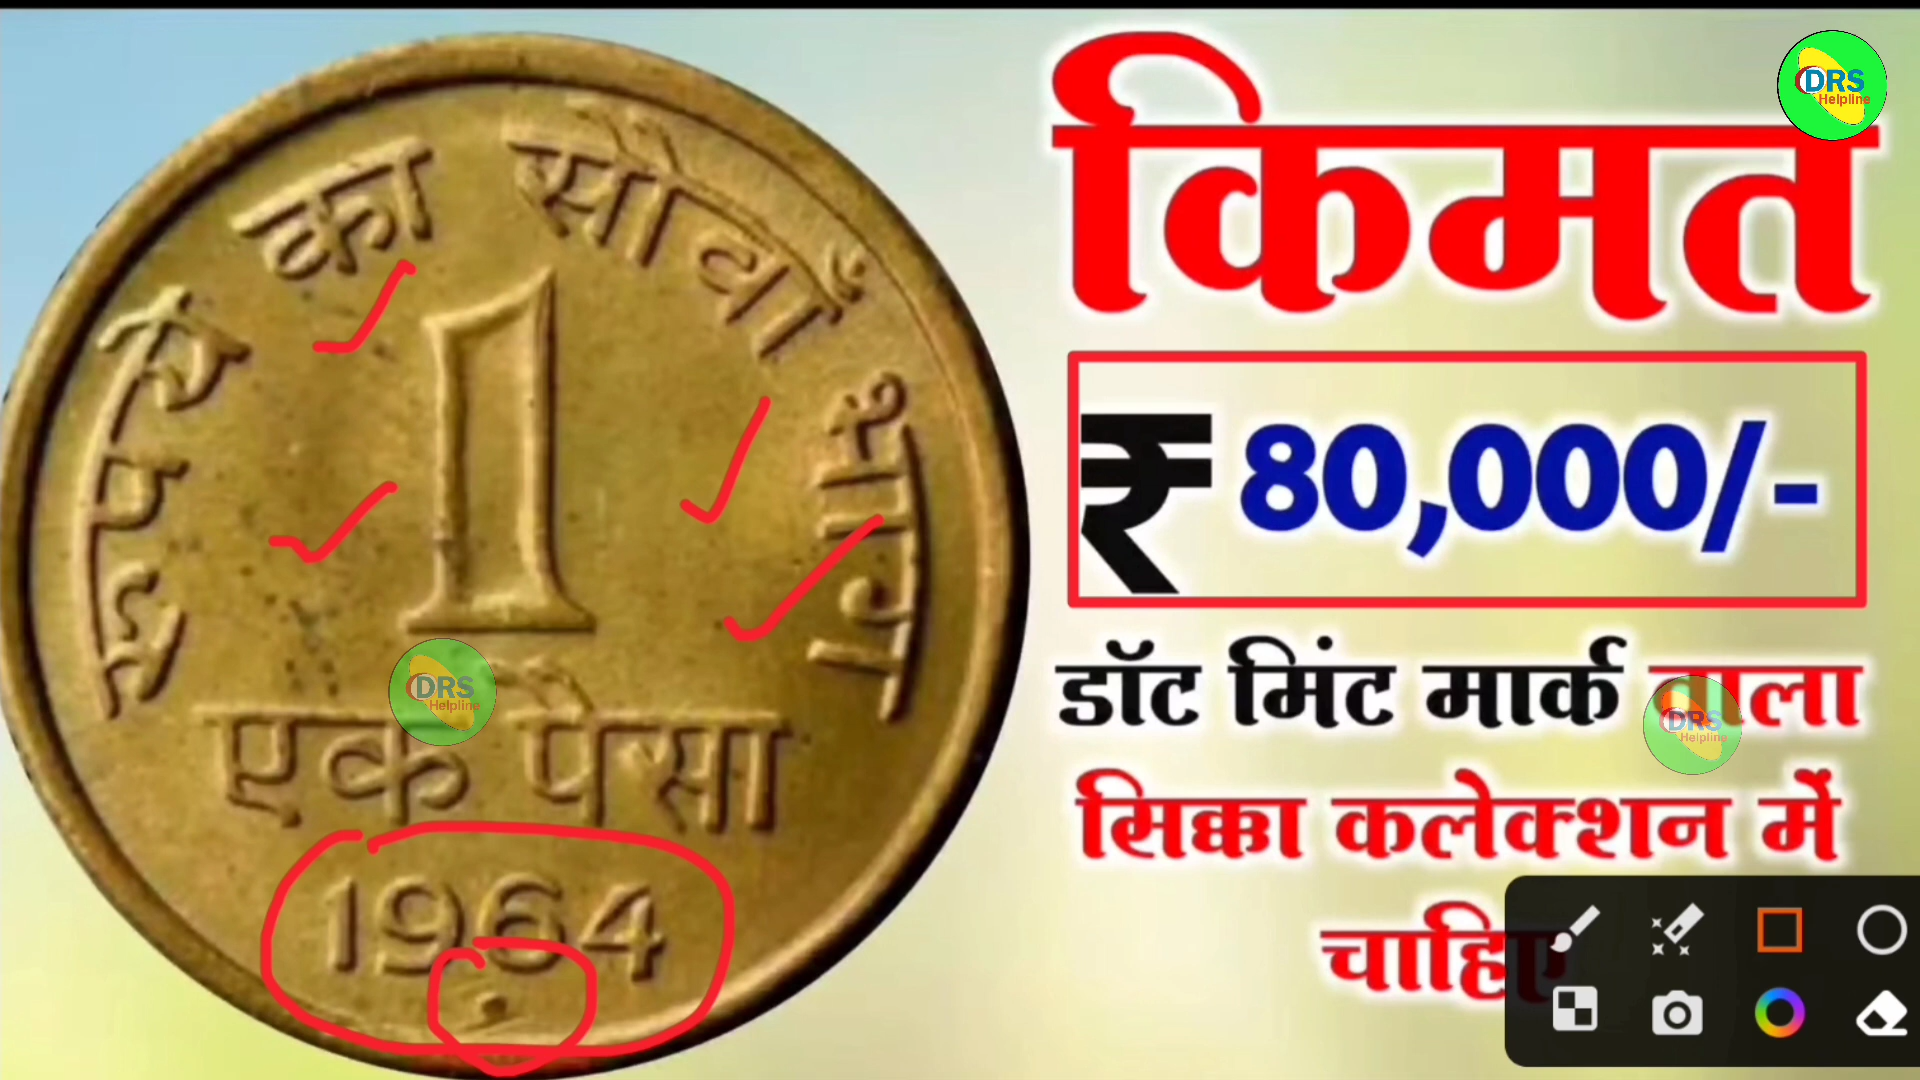 रुपये का सौवाँ भाग
1
एक पैसा
1964
किमत
₹ 80,000/-
डॉट मिंट मार्क वाला
सिक्का कलेक्शन में
चाहिए
DRS
Helpline
DRS
Helpline
DRS
Helpline